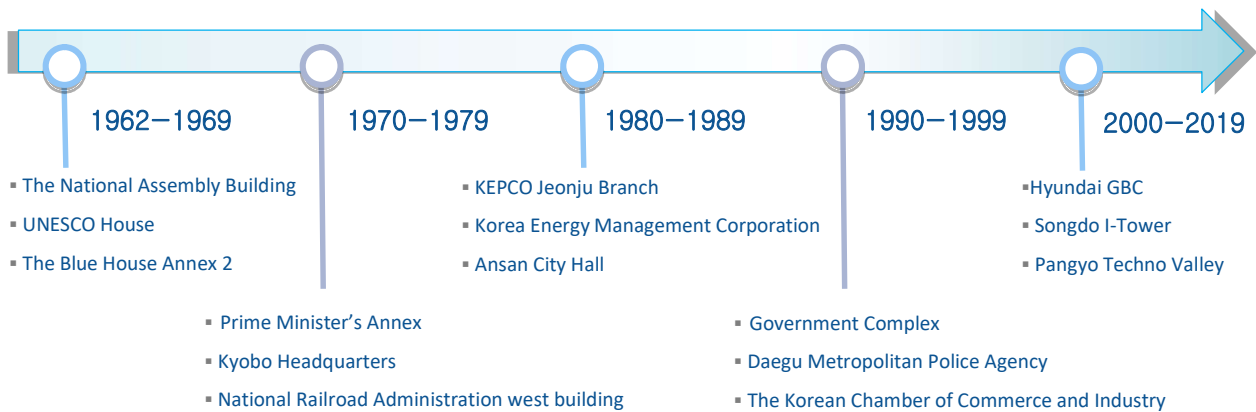 1962-1969
1970-1979
1980-1989
1990-1999
2000-2019
▪ The National Assembly Building
▪ UNESCO House
▪ The Blue House Annex 2
▪ KEPCO Jeonju Branch
▪ Korea Energy Management Corporation
▪ Ansan City Hall
▪Hyundai GBC
▪ Songdo I-Tower
▪ Pangyo Techno Valley
▪ Prime Minister’s Annex
▪ Kyobo Headquarters
▪ National Railroad Administration west building
▪ Government Complex
▪ Daegu Metropolitan Police Agency
▪ The Korean Chamber of Commerce and Industry